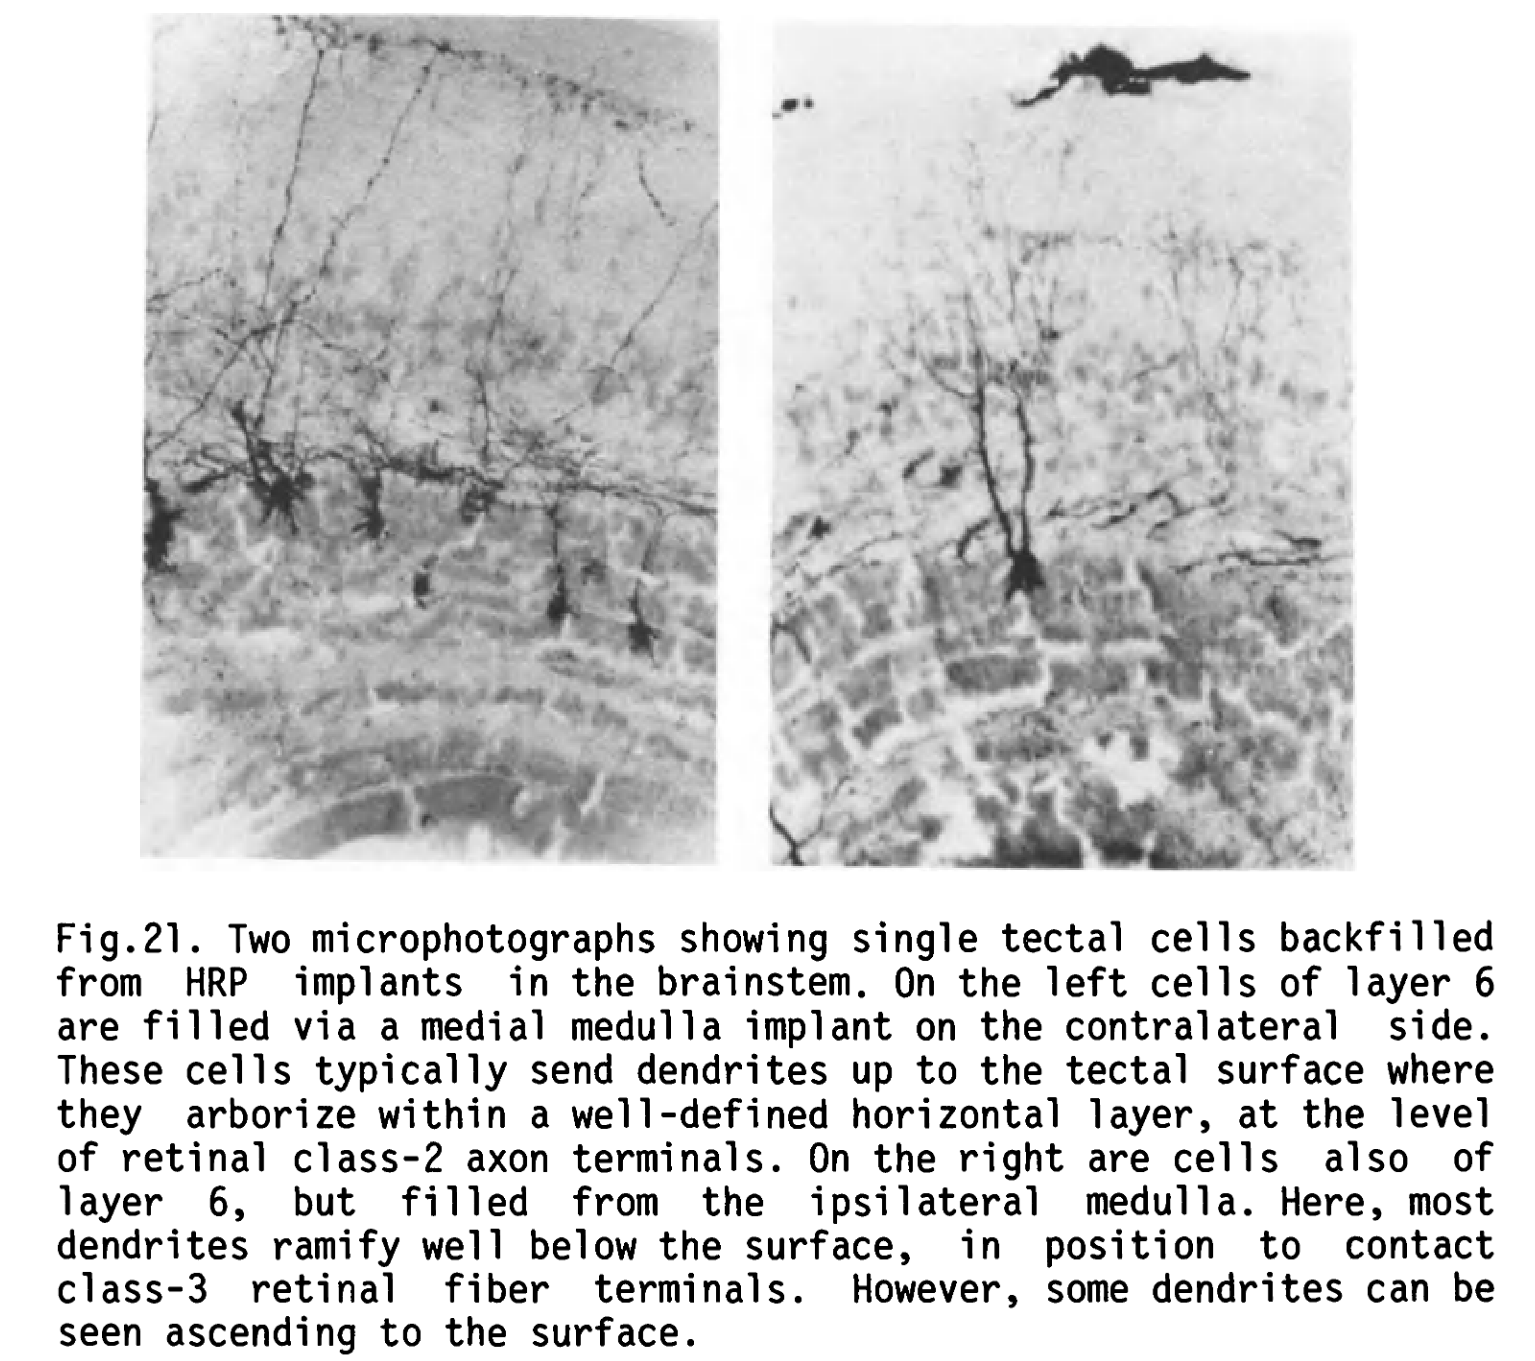 Fig.21. Two microphotographs showing single tectal cells backfilled
from HRP implants in the brainstem. On the left cells of layer 6
are filled via a medial medulla implant on the contralateral side.
These cells typically send dendrites up to the tectal surface where
they arborize within a well-defined horizontal layer, at the level
of retinal class-2 axon terminals. On the right are cells also of
layer 6, but filled from the ipsilateral medulla. Here, most
dendrites ramify well below the surface, in position to contact
class-3 retinal fiber terminals. However, some dendrites can be
seen ascending to the surface.